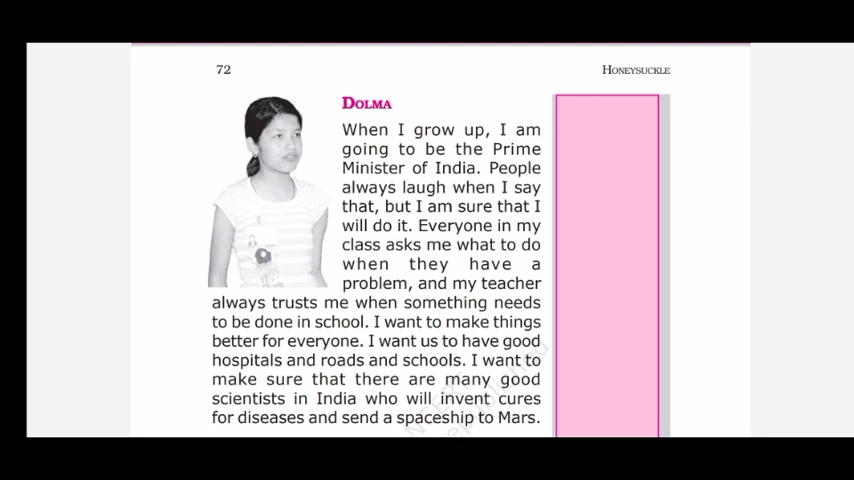 72
HONEYSUCKLE
DOLMA
When I grow up, I am
going to be the Prime
Minister of India. People
always laugh when I say
that, but I am sure that I
will do it. Everyone in my
class asks me what to do
when they have a
problem, and my teacher
always trusts me when something needs
to be done in school. I want to make things
better for everyone. I want us to have good
hospitals and roads and schools. I want to
make sure that there are many good
scientists in India who will invent cures
for diseases and send a spaceship to Mars.